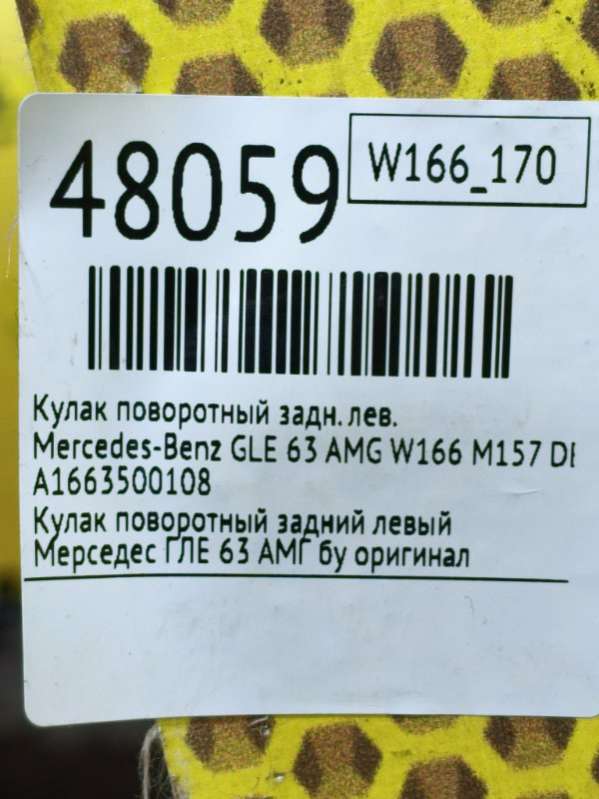 48059
W166_170
Кулак поворотный задн. лев.
Mercedes-Benz GLE 63 AMG W166 M157 DE
A1663500108
Кулак поворотный задний левый
Мерседес ГЛЕ 63 АМГ бу оригинал